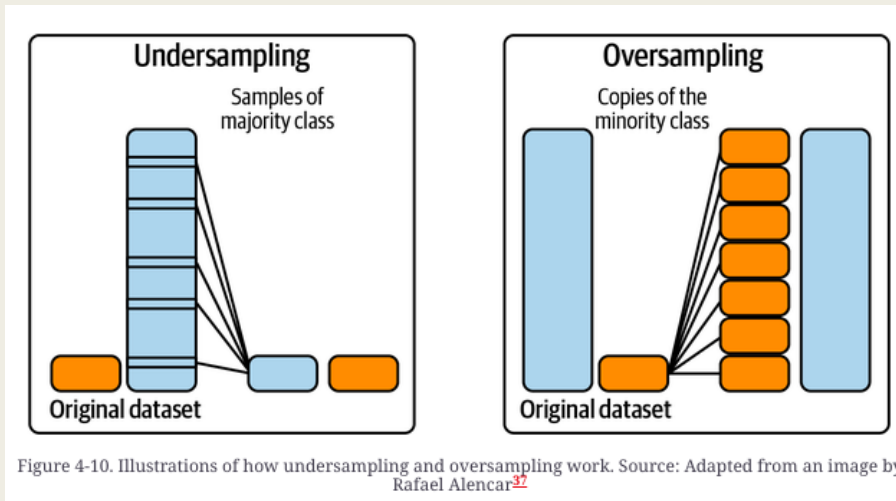 Undersampling
Samples of
majority class
Original dataset
Oversampling
Copies of the
minority class
Original dataset
Figure 4-10. Illustrations of how undersampling and oversampling work. Source: Adapted from an image
Rafael Alencar37